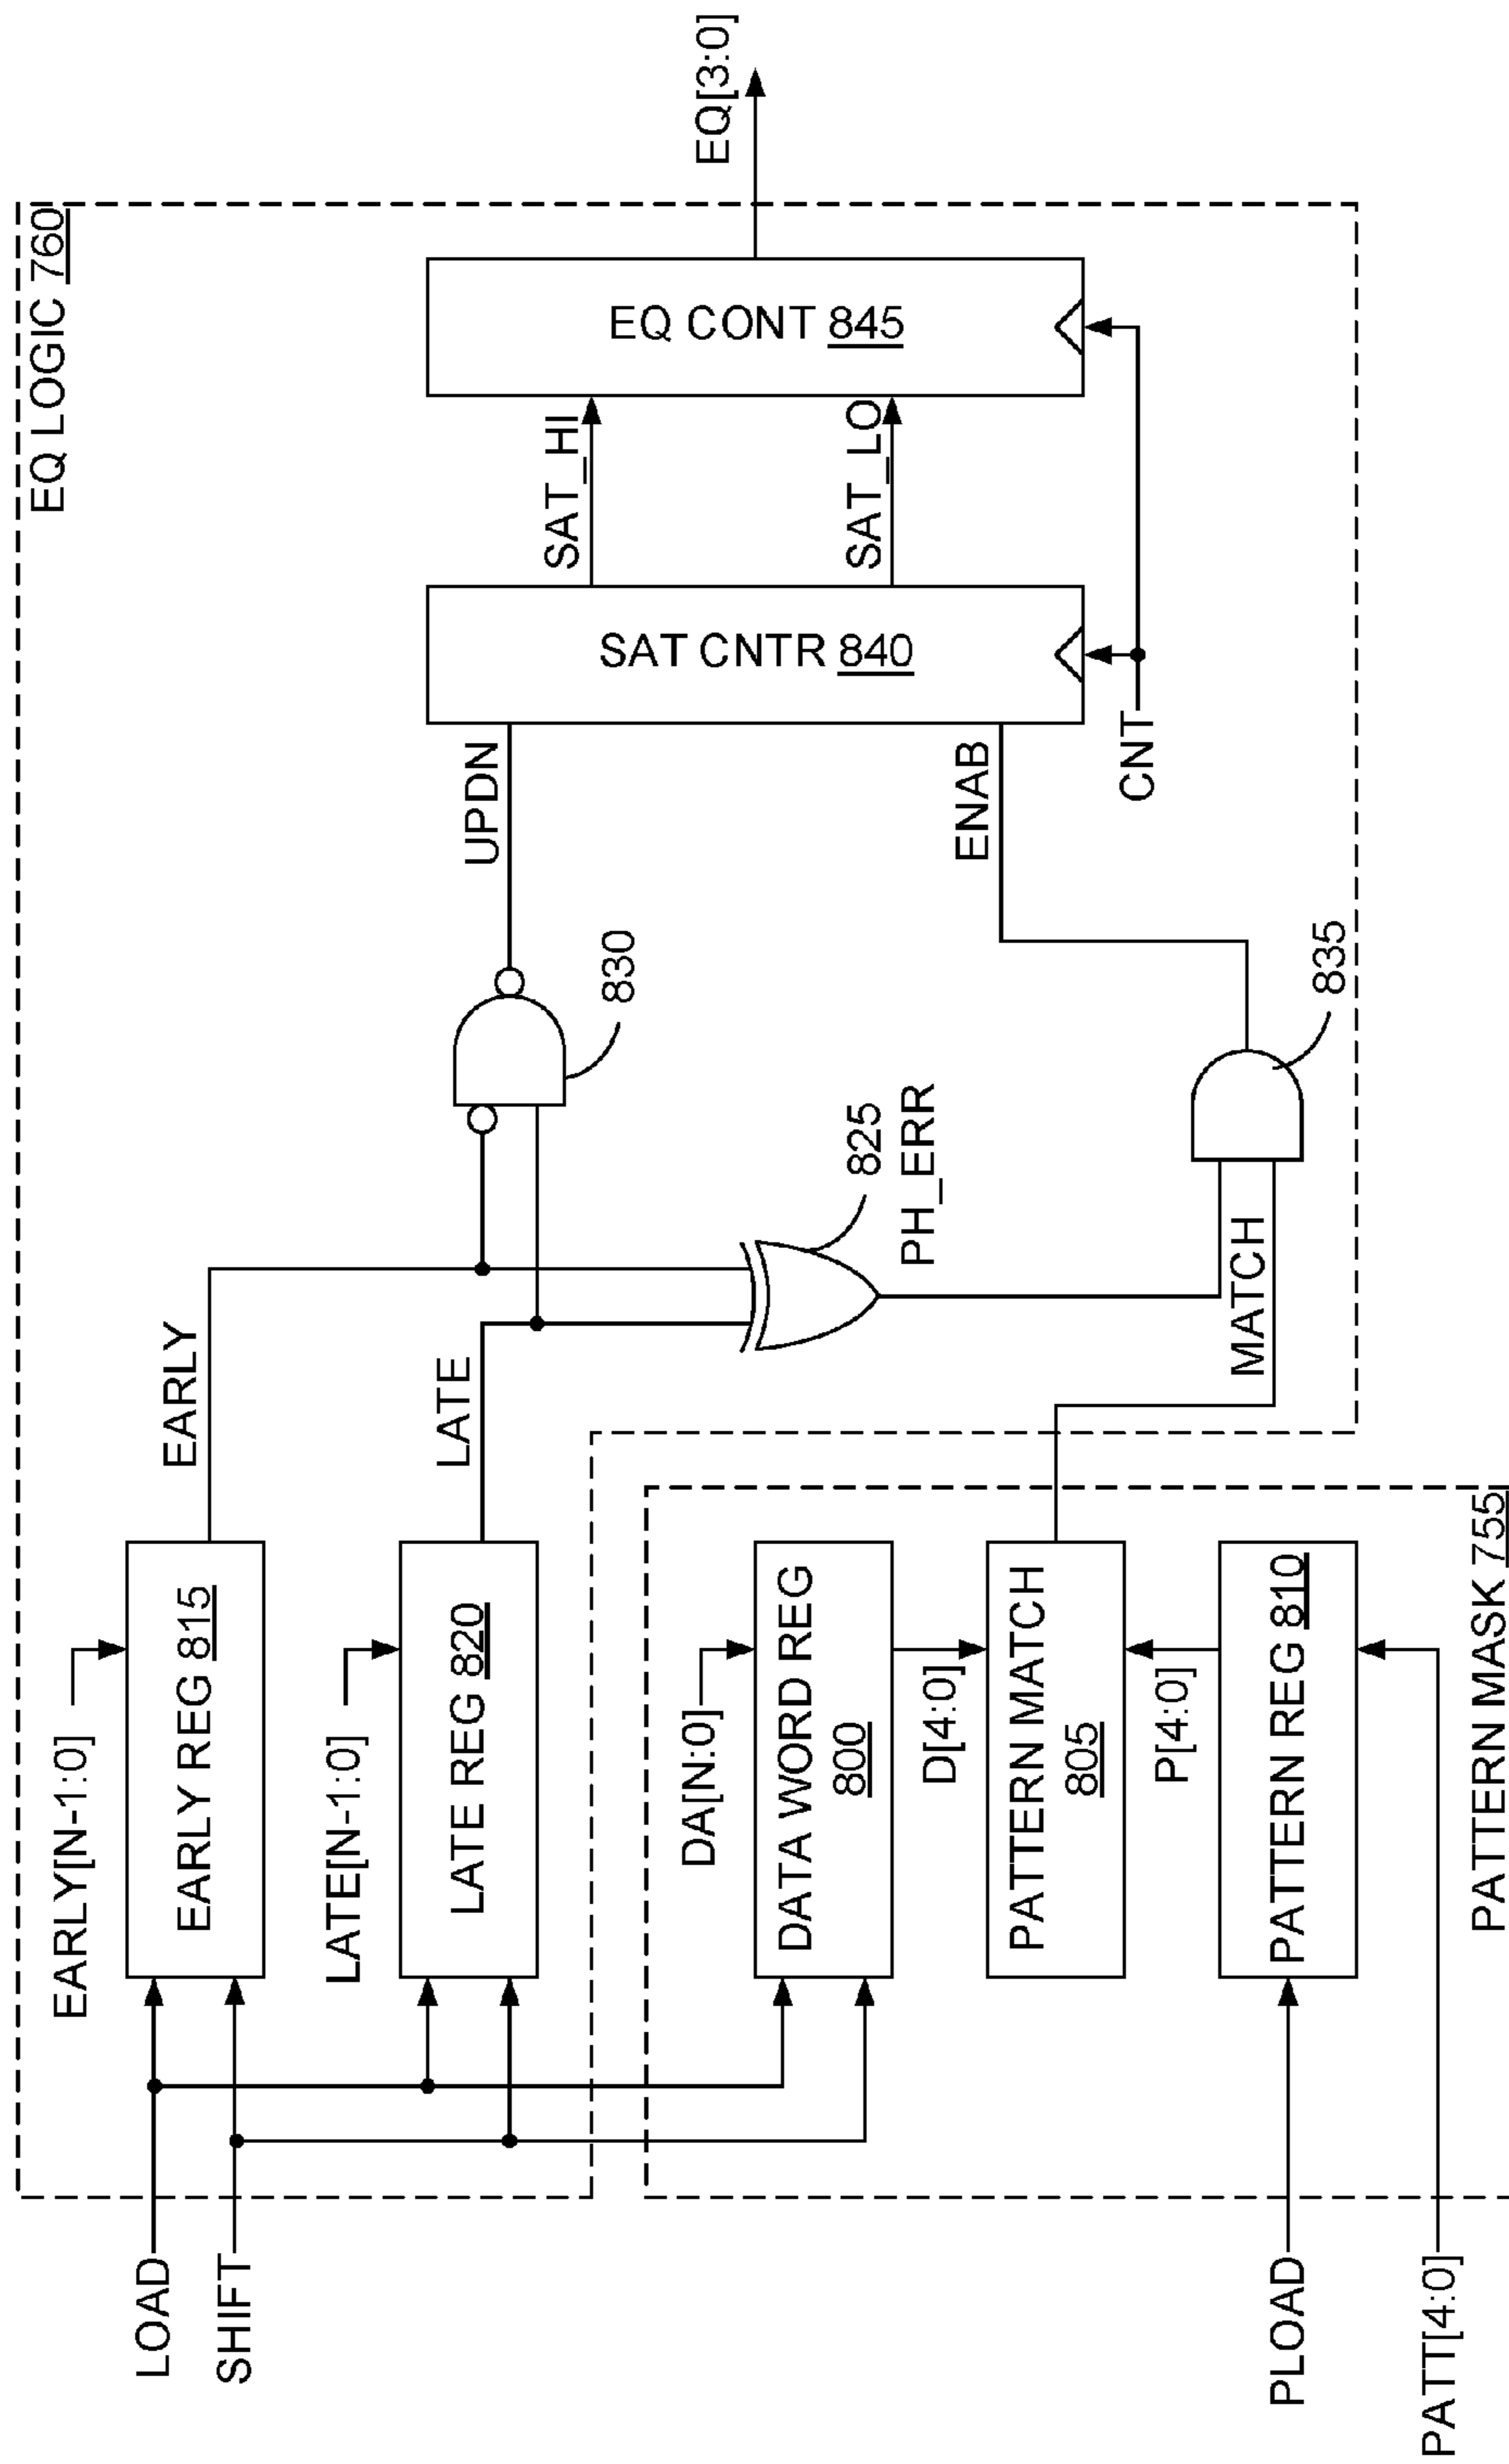 EQ LOGIC 760
LOAD
SHIFT
EARLY[N-1:0]
EARLY REG 815
EARLY
LATE[N-1:0]
LATE REG 820
LATE
830
UPDN
825
PH_ERR
SAT CNTR 840
SAT_HI
SAT_LO
EQ CONT 845
EQ[3:0]
DA[N:0]
DATA WORD REG
800
D[4:0]
PATTERN MATCH
805
P[4:0]
PATTERN REG 810
MATCH
835
ENAB
CNT
PLOAD
PATT[4:0]
PATTERN MASK 755